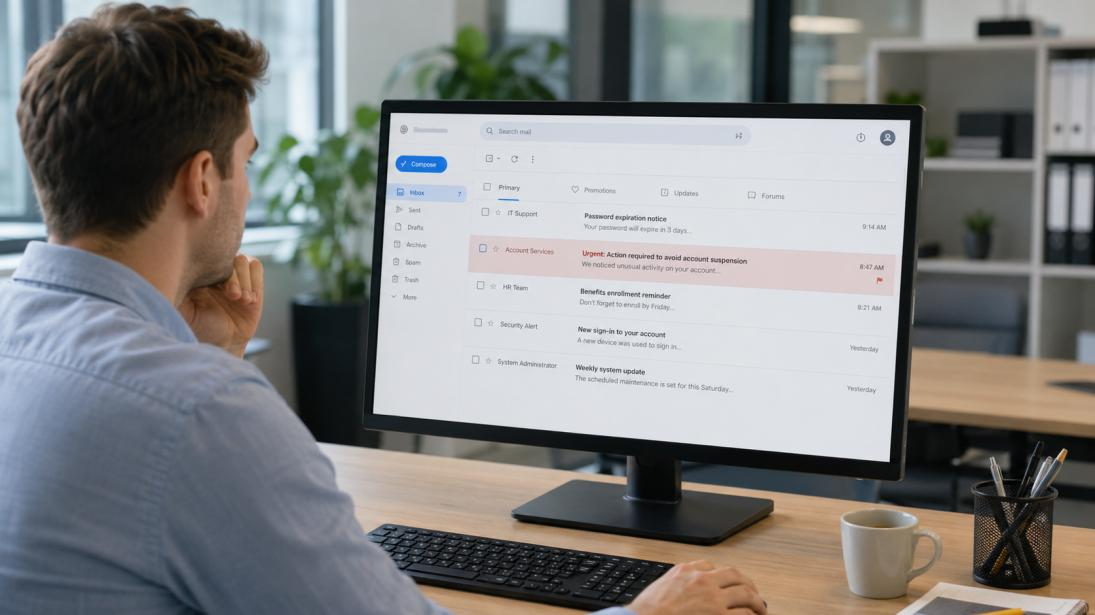 Search mail
Compose
Inbox 7
Sent
Drafts
Archive
Spam
Trash
More
Primary
Promotions
Updates
Forums
IT Support
Password expiration notice
Your password will expire in 3 days...
9:14 AM
Account Services
Urgent: Action required to avoid account suspension
We noticed unusual activity on your account...
8:47 AM
HR Team
Benefits enrollment reminder
Don't forget to enroll by Friday...
8:21 AM
Security Alert
New sign-in to your account
A new device was used to sign in...
Yesterday
System Administrator
Weekly system update
The scheduled maintenance is set for this Saturday...
Yesterday